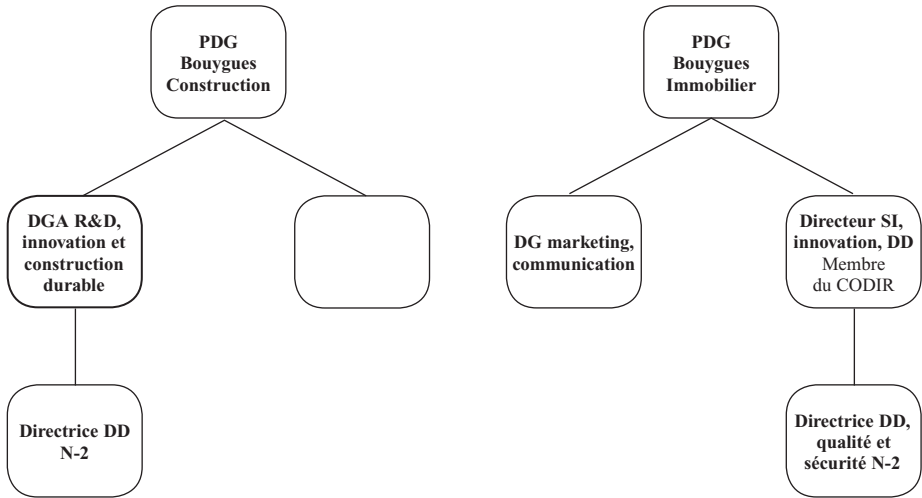 PDG
Bouygues
Construction
PDG
Bouygues
Immobilier
DGA R&D,
innovation et
construction
durable
DG marketing,
communication
Directeur SI,
innovation, DD
Membre
du CODIR
Directrice DD
N-2
Directrice DD,
qualité et
sécurité N-2